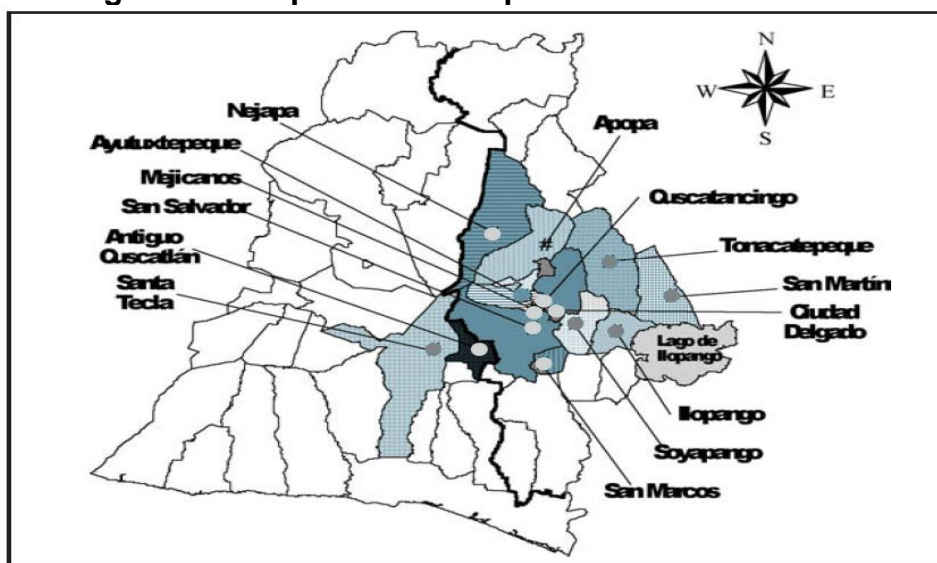 N
W E
S
Nejapa
Apopa
Ayutuxtepeque
Mejicanos
Cuscatancingo
San Salvador
Antiguo
Cuscatlán
Tonacatepeque
Santa
Tecla
San Martín
#
Ciudad
Delgado
Lago de
Ilopango
Ilopango
Soyapango
San Marcos